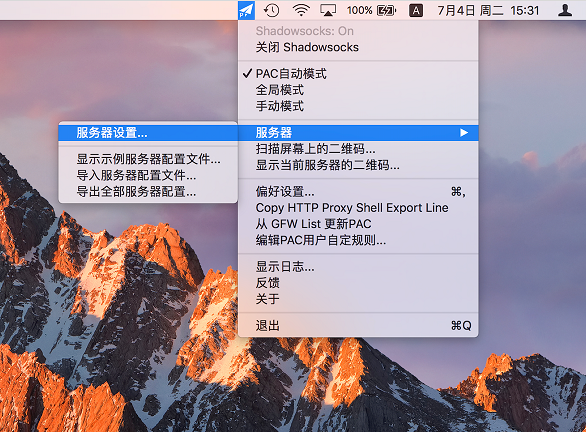 100%
A
7月4日 周二 15:31
Shadowsocks: On
关闭 Shadowsocks
✓ PAC自动模式
全局模式
手动模式
服务器
服务器设置...
显示示例服务器配置文件...
导入服务器配置文件...
导出全部服务器配置...
扫描屏幕上的二维码...
显示当前服务器的二维码...
偏好设置... ⌘,
Copy HTTP Proxy Shell Export Line
从 GFW List 更新PAC
编辑PAC用户自定规则...
显示日志...
反馈
关于
退出 ⌘Q